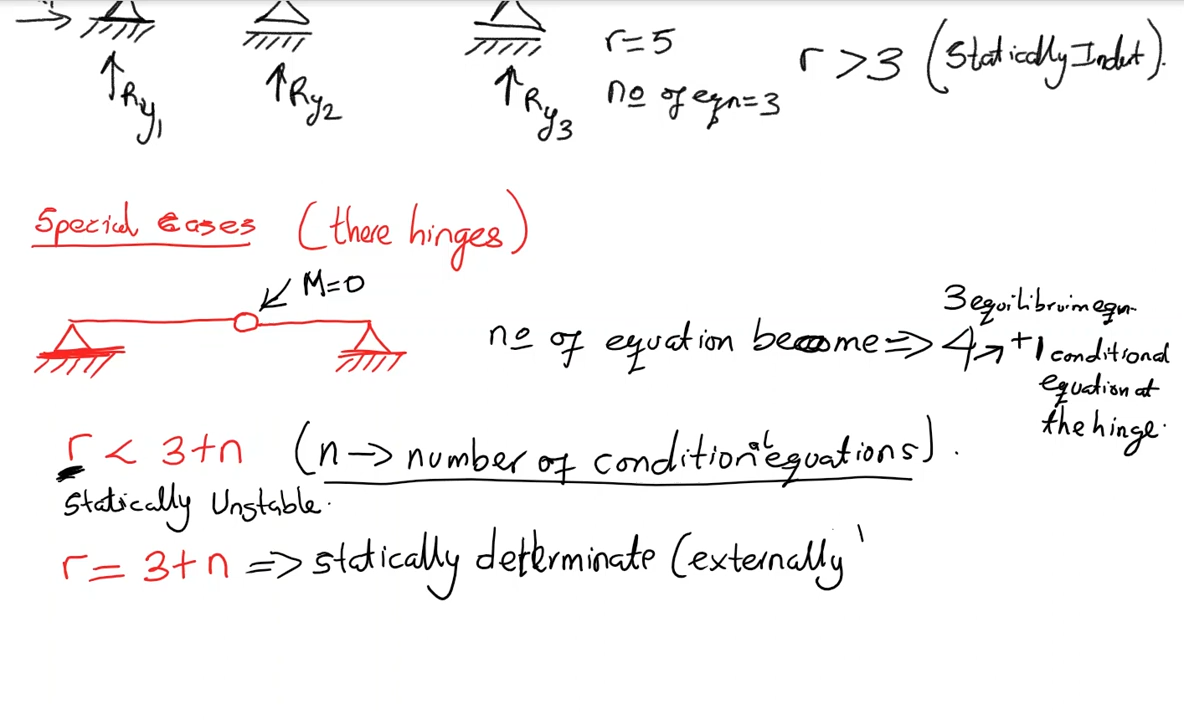 r=5
r>3 (Statically Indet).
Ry1 Ry2 Ry3 no of eqn=3
Special Cases (there hinges)
M=0
3 equilibruim eqn
no of equation become => 4 → +1 conditional
equation at
the hinge.
r < 3+n (n → number of conditional equations).
Statically Unstable.
r = 3+n => statically determinate (externally